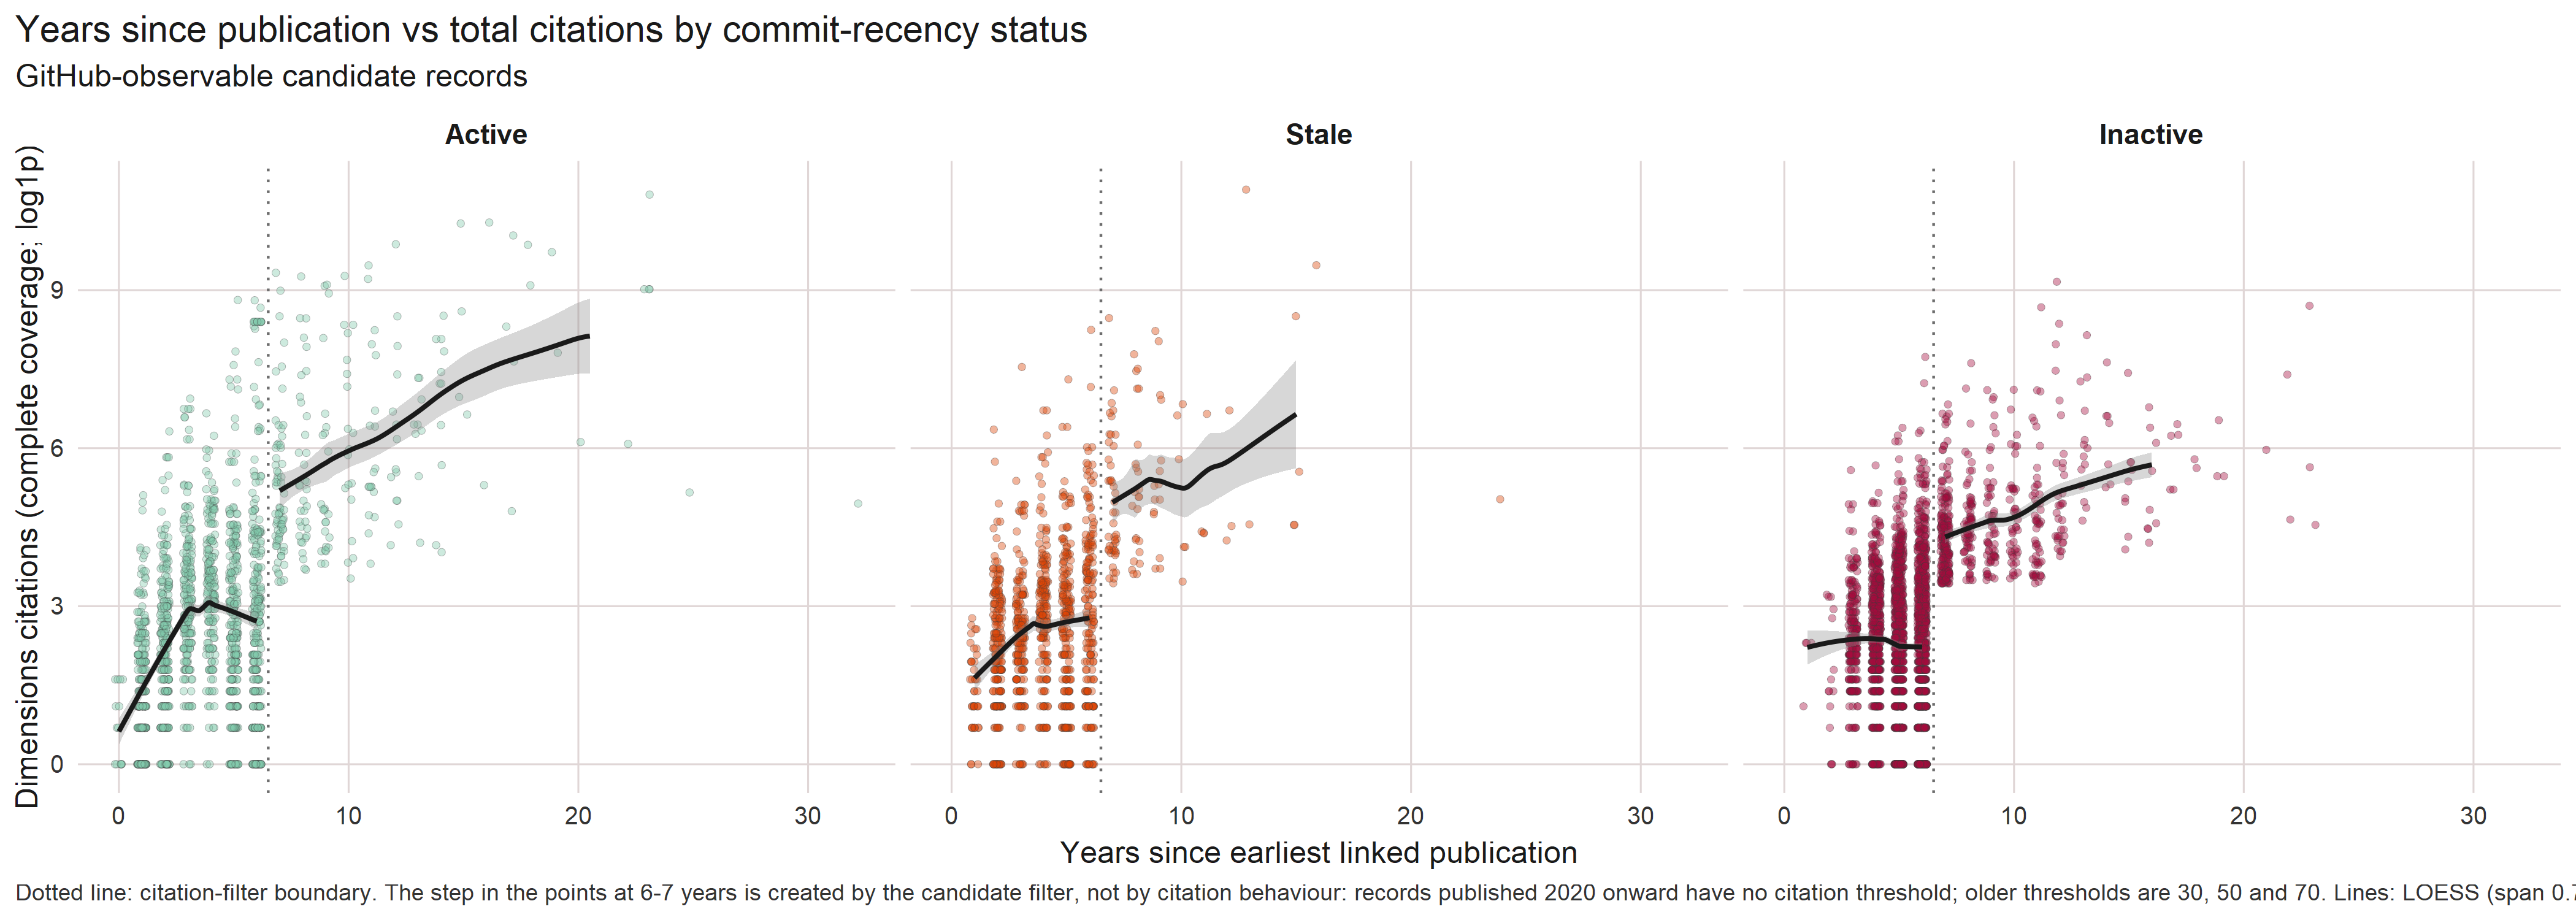 Years since publication vs total citations by commit-recency status
GitHub-observable candidate records
Active
Stale
Inactive
Dimensions citations (complete coverage; log1p)
9
6
3
0
0
10
20
30
0
10
20
30
0
10
20
30
Years since earliest linked publication
Dotted line: citation-filter boundary. The step in the points at 6-7 years is created by the candidate filter, not by citation behaviour: records published 2020 onward have no citation threshold; older thresholds are 30, 50 and 70. Lines: LOESS (span 0.7